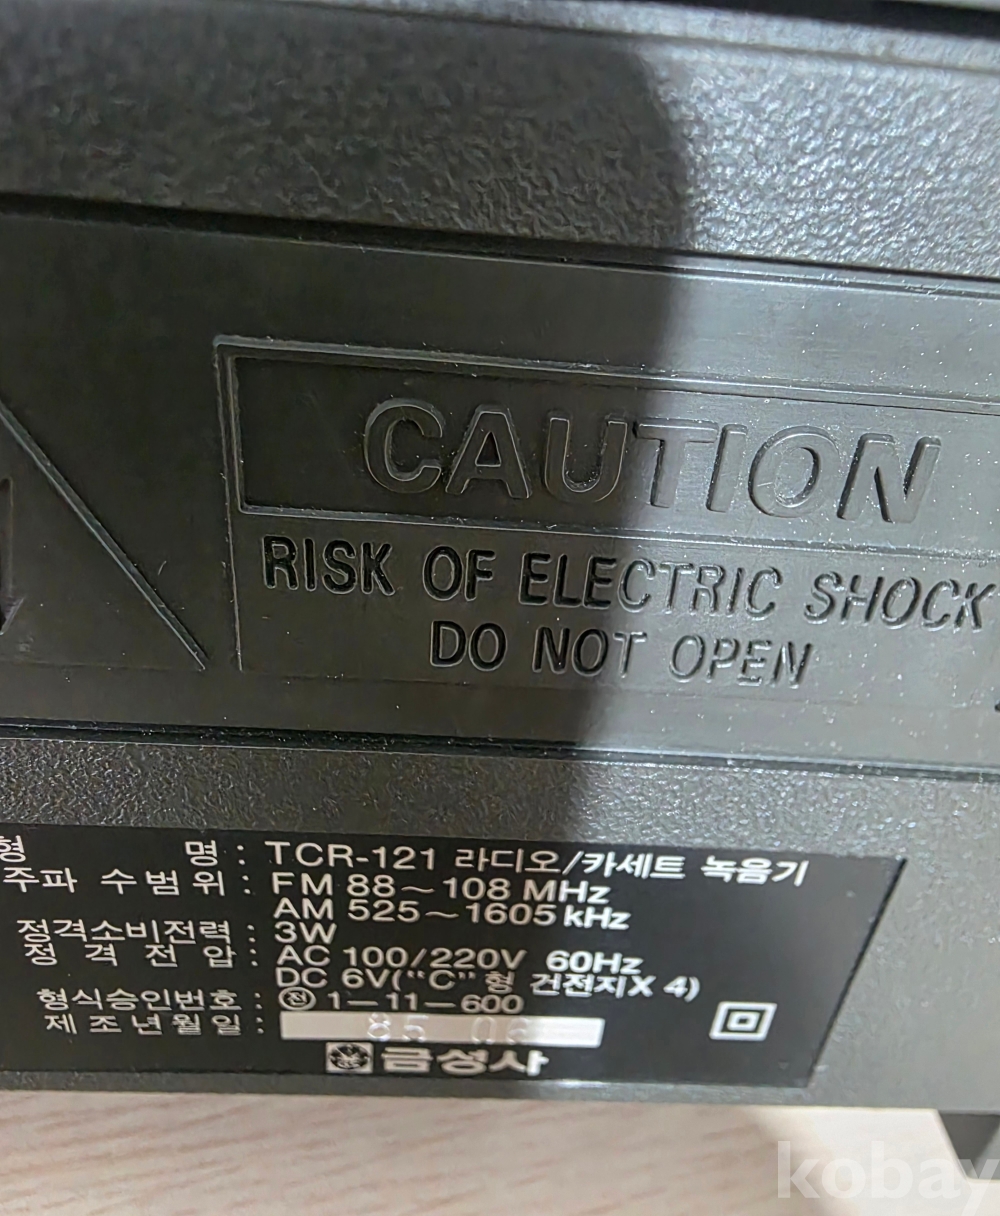 CAUTION
RISK OF ELECTRIC SHOCK
DO NOT OPEN
형 명 : TCR-121 라디오/카세트 녹음기
주파 수범위 : FM 88~108 MHz
AM 525~1605 kHz
정격소비전력 : 3W
정 격 전 압 : AC 100/220V 60Hz
DC 6V("C"형 건전지X 4)
형식승인번호 : 전 1-11-600
제 조 년 월 일 : 85 06
금성사
kobay